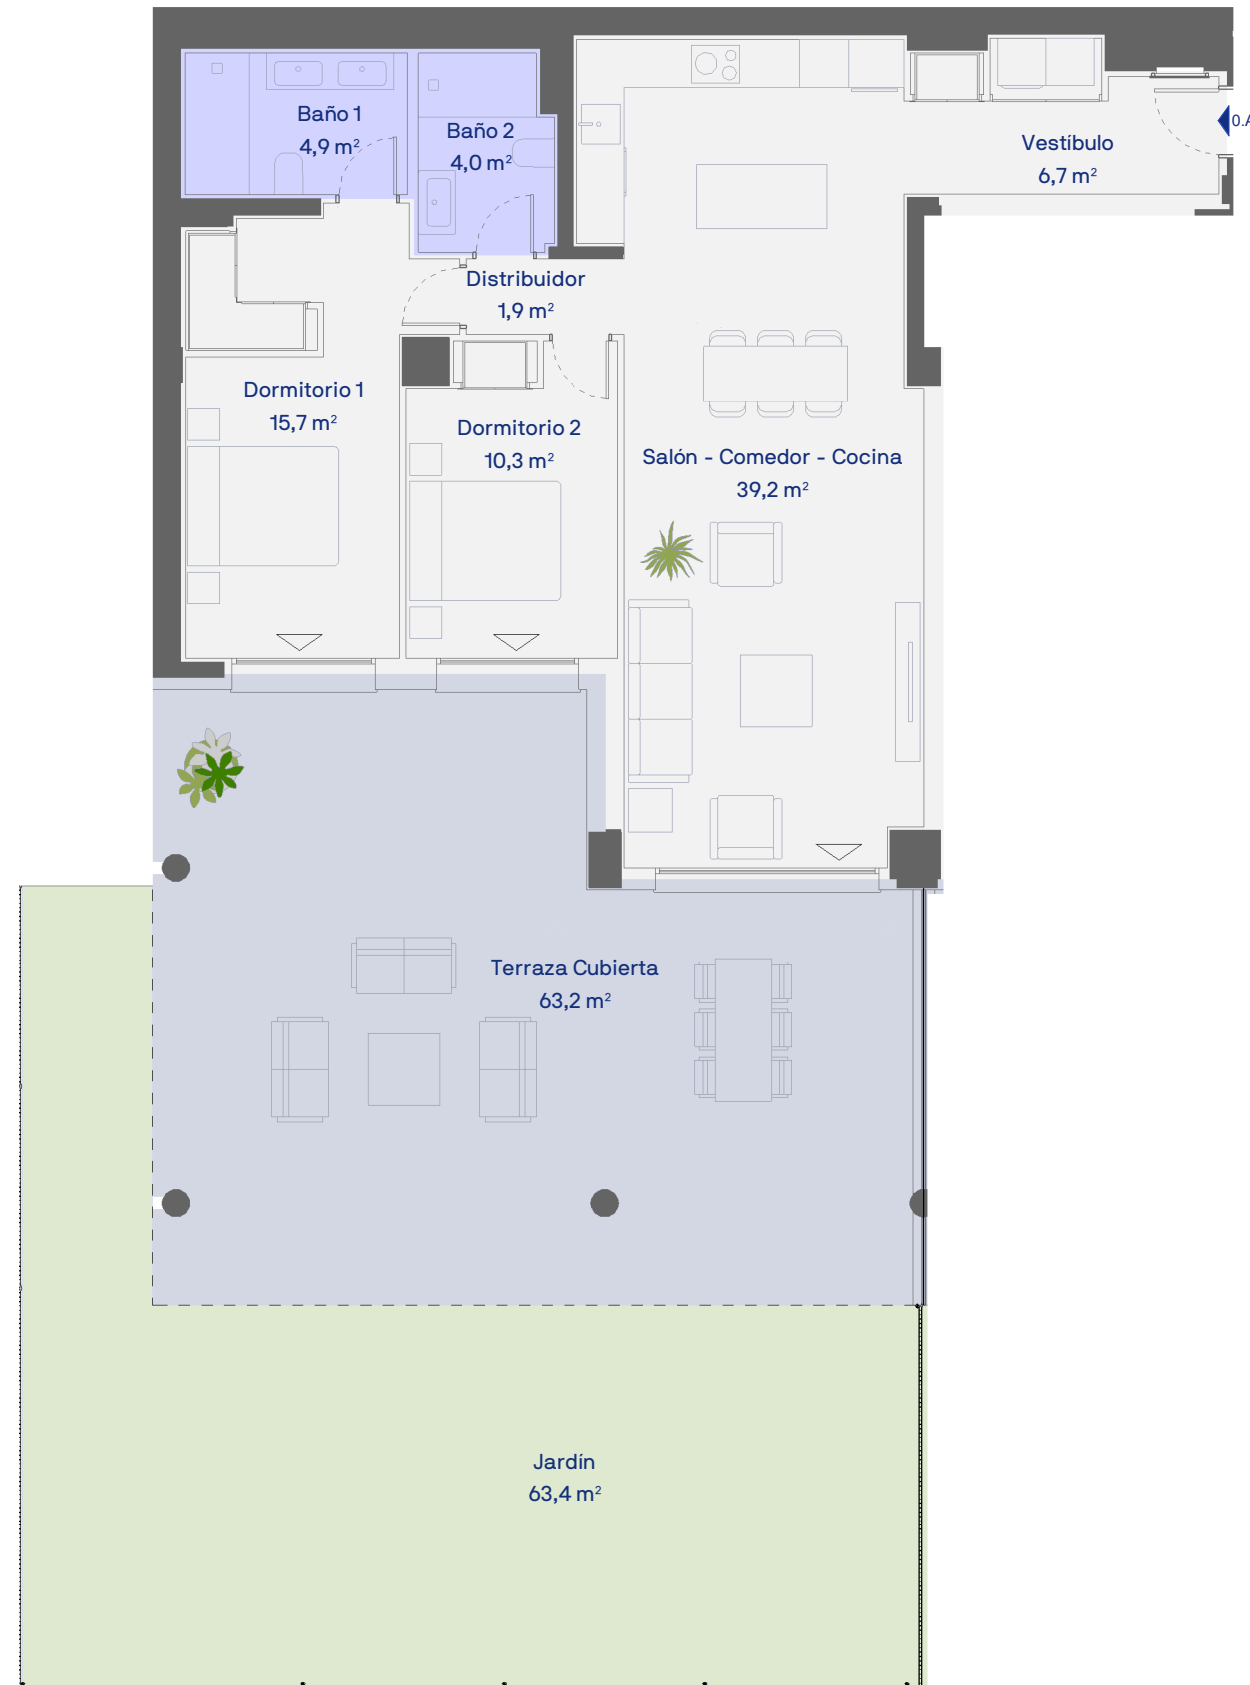 Baño 1
4,9 m²
Baño 2
4,0 m²
Vestíbulo
6,7 m²
0.A
Distribuidor
1,9 m²
Dormitorio 1
15,7 m²
Dormitorio 2
10,3 m²
Salón - Comedor - Cocina
39,2 m²
Terraza Cubierta
63,2 m²
Jardín
63,4 m²